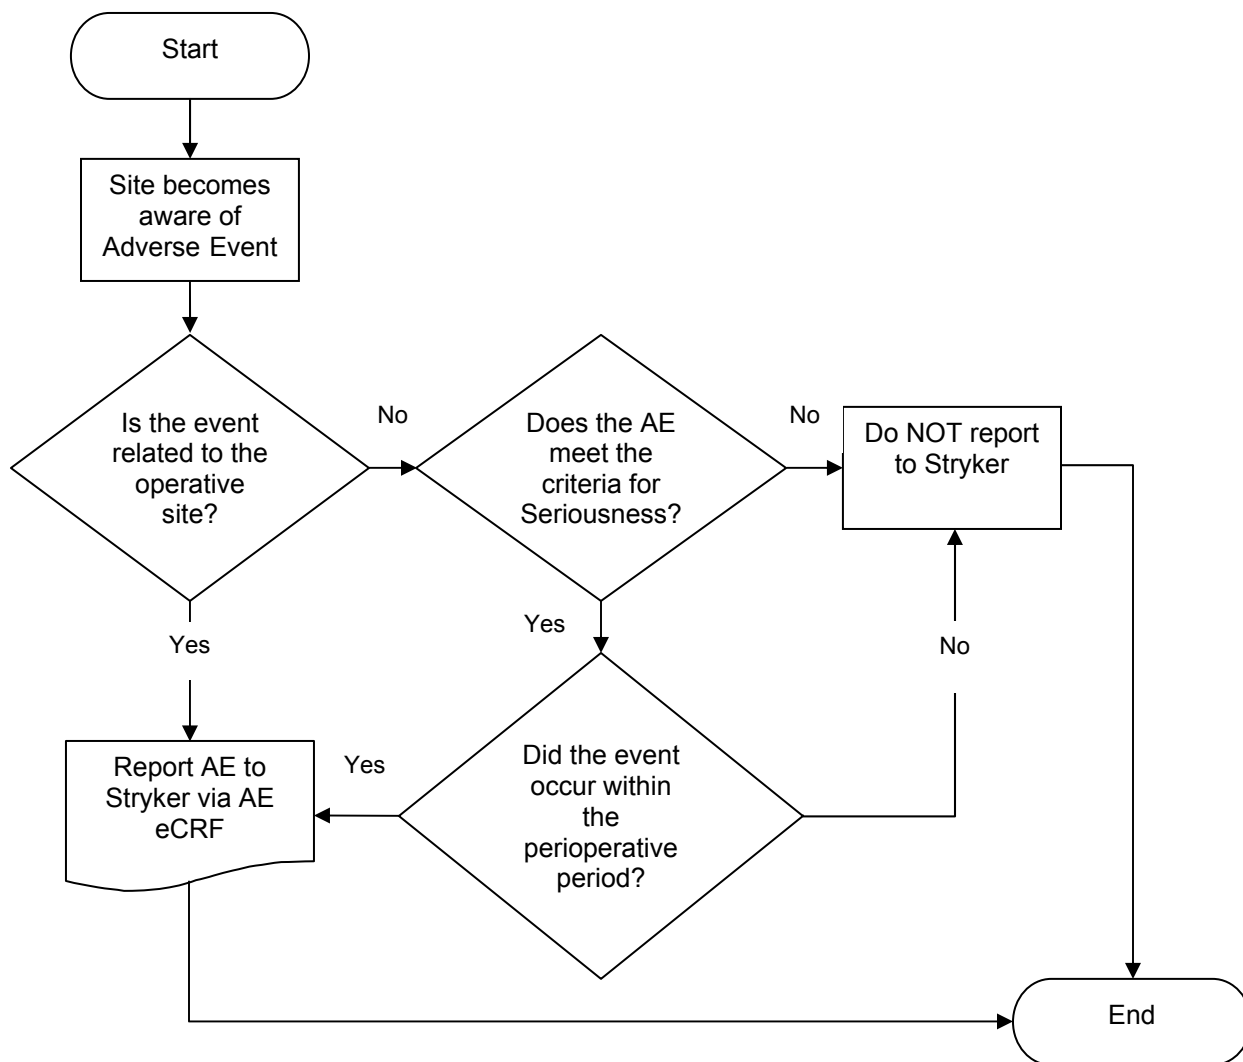 Start
Site becomes
aware of
Adverse Event
Is the event
related to the
operative
site?
No
Does the AE
meet the
criteria for
Seriousness?
No
Do NOT report
to Stryker
Yes
Yes
No
Report AE to
Stryker via AE
eCRF
Yes
Did the event
occur within
the
perioperative
period?
End